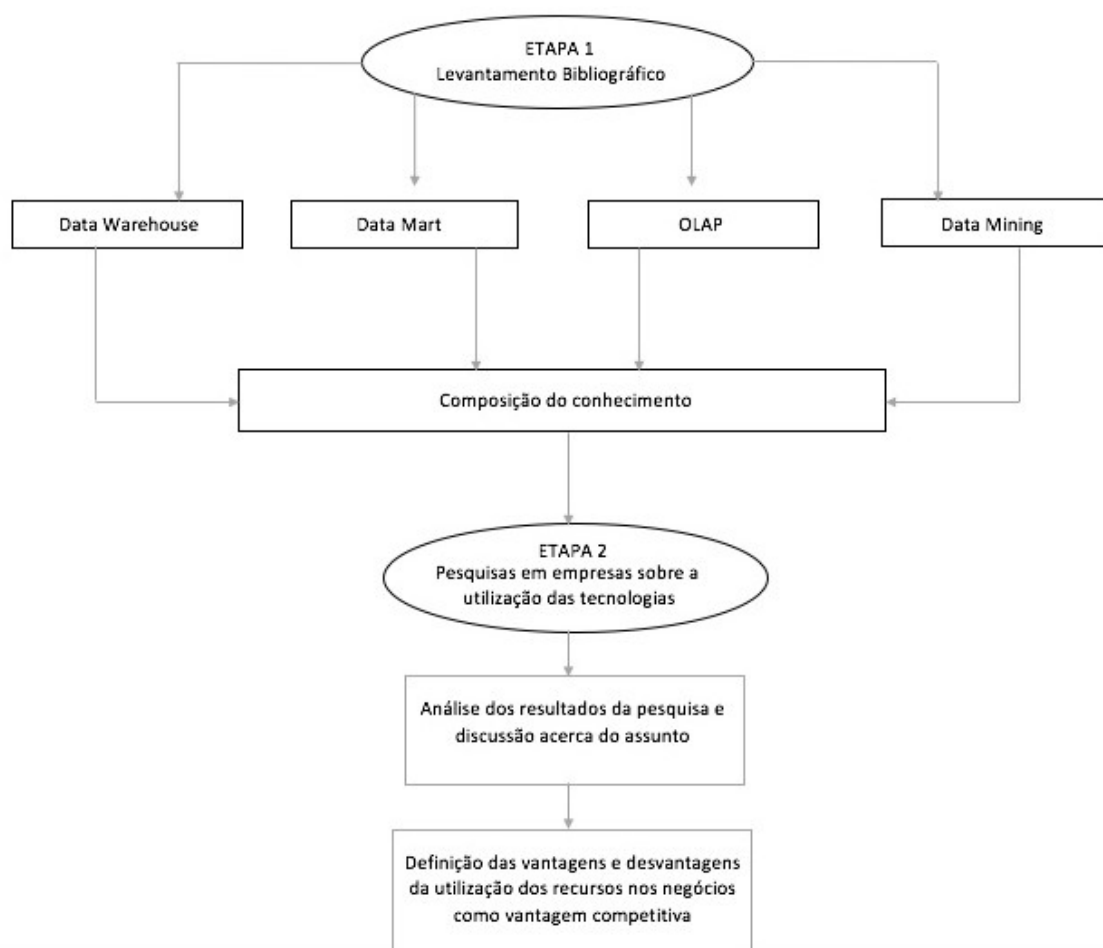 ETAPA 1
Levantamento Bibliográfico
Data Warehouse
Data Mart
OLAP
Data Mining
Composição do conhecimento
ETAPA 2
Pesquisas em empresas sobre a
utilização das tecnologias
Análise dos resultados da pesquisa e
discussão acerca do assunto
Definição das vantagens e desvantagens
da utilização dos recursos nos negócios
como vantagem competitiva